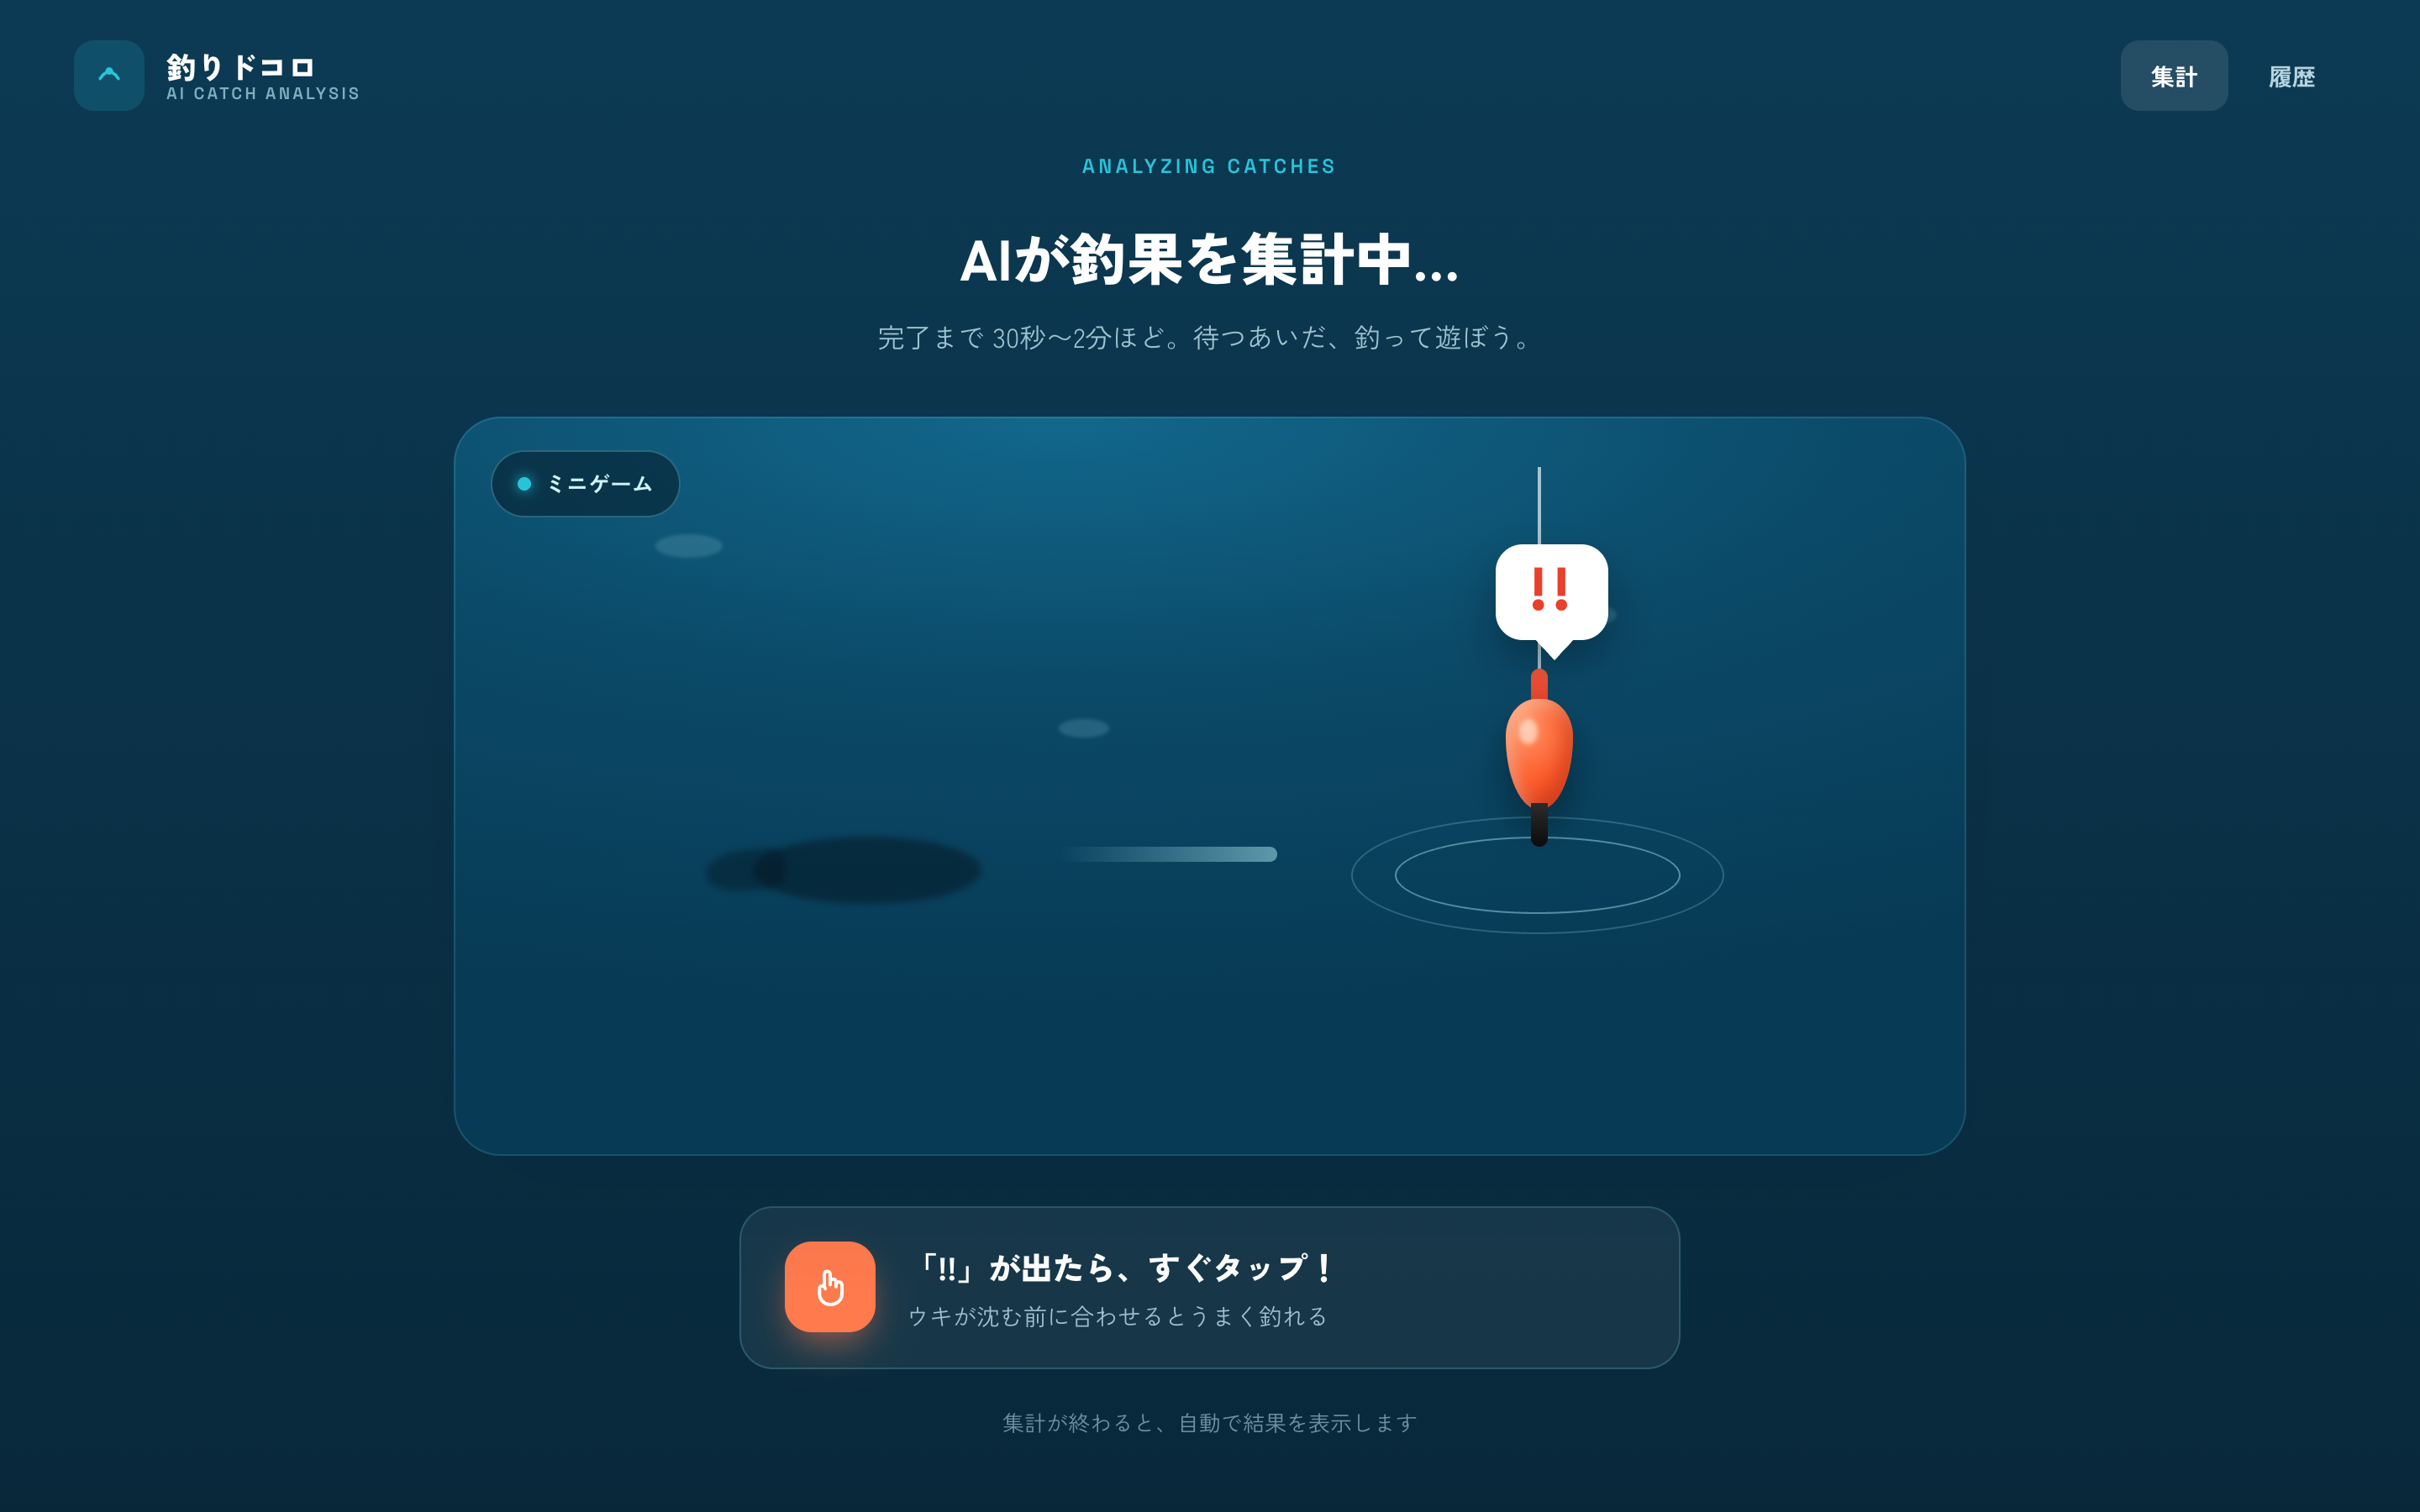 釣りドコロ
AI CATCH ANALYSIS
集計
履歴
ANALYZING CATCHES
AIが釣果を集計中...
完了まで 30秒〜2分ほど。待つあいだ、釣って遊ぼう。
ミニゲーム
!!
「!!」が出たら、すぐタップ！
ウキが沈む前に合わせるとうまく釣れる
集計が終わると、自動で結果を表示します